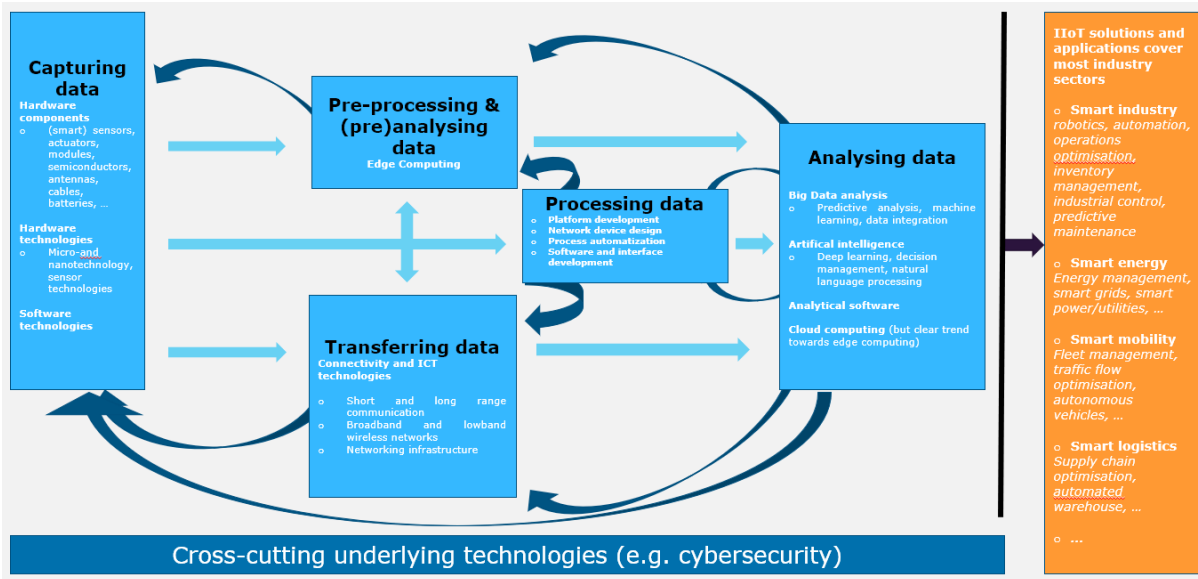 Capturing
data
Hardware
components
o (smart) sensors,
actuators,
modules,
semiconductors,
antennas,
cables,
batteries, ...
Hardware
technologies
o Micro-and
nanotechnology,
sensor
technologies
Software
technologies
Pre-processing &
(pre)analysing
data
Edge Computing
Processing data
o Platform development
o Network device design
o Process automatization
o Software and interface
development
Transferring data
Connectivity and ICT
technologies
o Short and long range
communication
o Broadband and lowband
wireless networks
o Networking infrastructure
Analysing data
Big Data analysis
o Predictive analysis, machine
learning, data integration
Artifical intelligence
o Deep learning, decision
management, natural
language processing
Analytical software
Cloud computing (but clear trend
towards edge computing)
IIoT solutions and
applications cover
most industry
sectors
o Smart industry
robotics, automation,
operations
optimisation,
inventory
management,
industrial control,
predictive
maintenance
o Smart energy
Energy management,
smart grids, smart
power/utilities, ...
o Smart mobility
Fleet management,
traffic flow
optimisation,
autonomous
vehicles, ...
o Smart logistics
Supply chain
optimisation,
automated
warehouse, ...
o ...
Cross-cutting underlying technologies (e.g. cybersecurity)